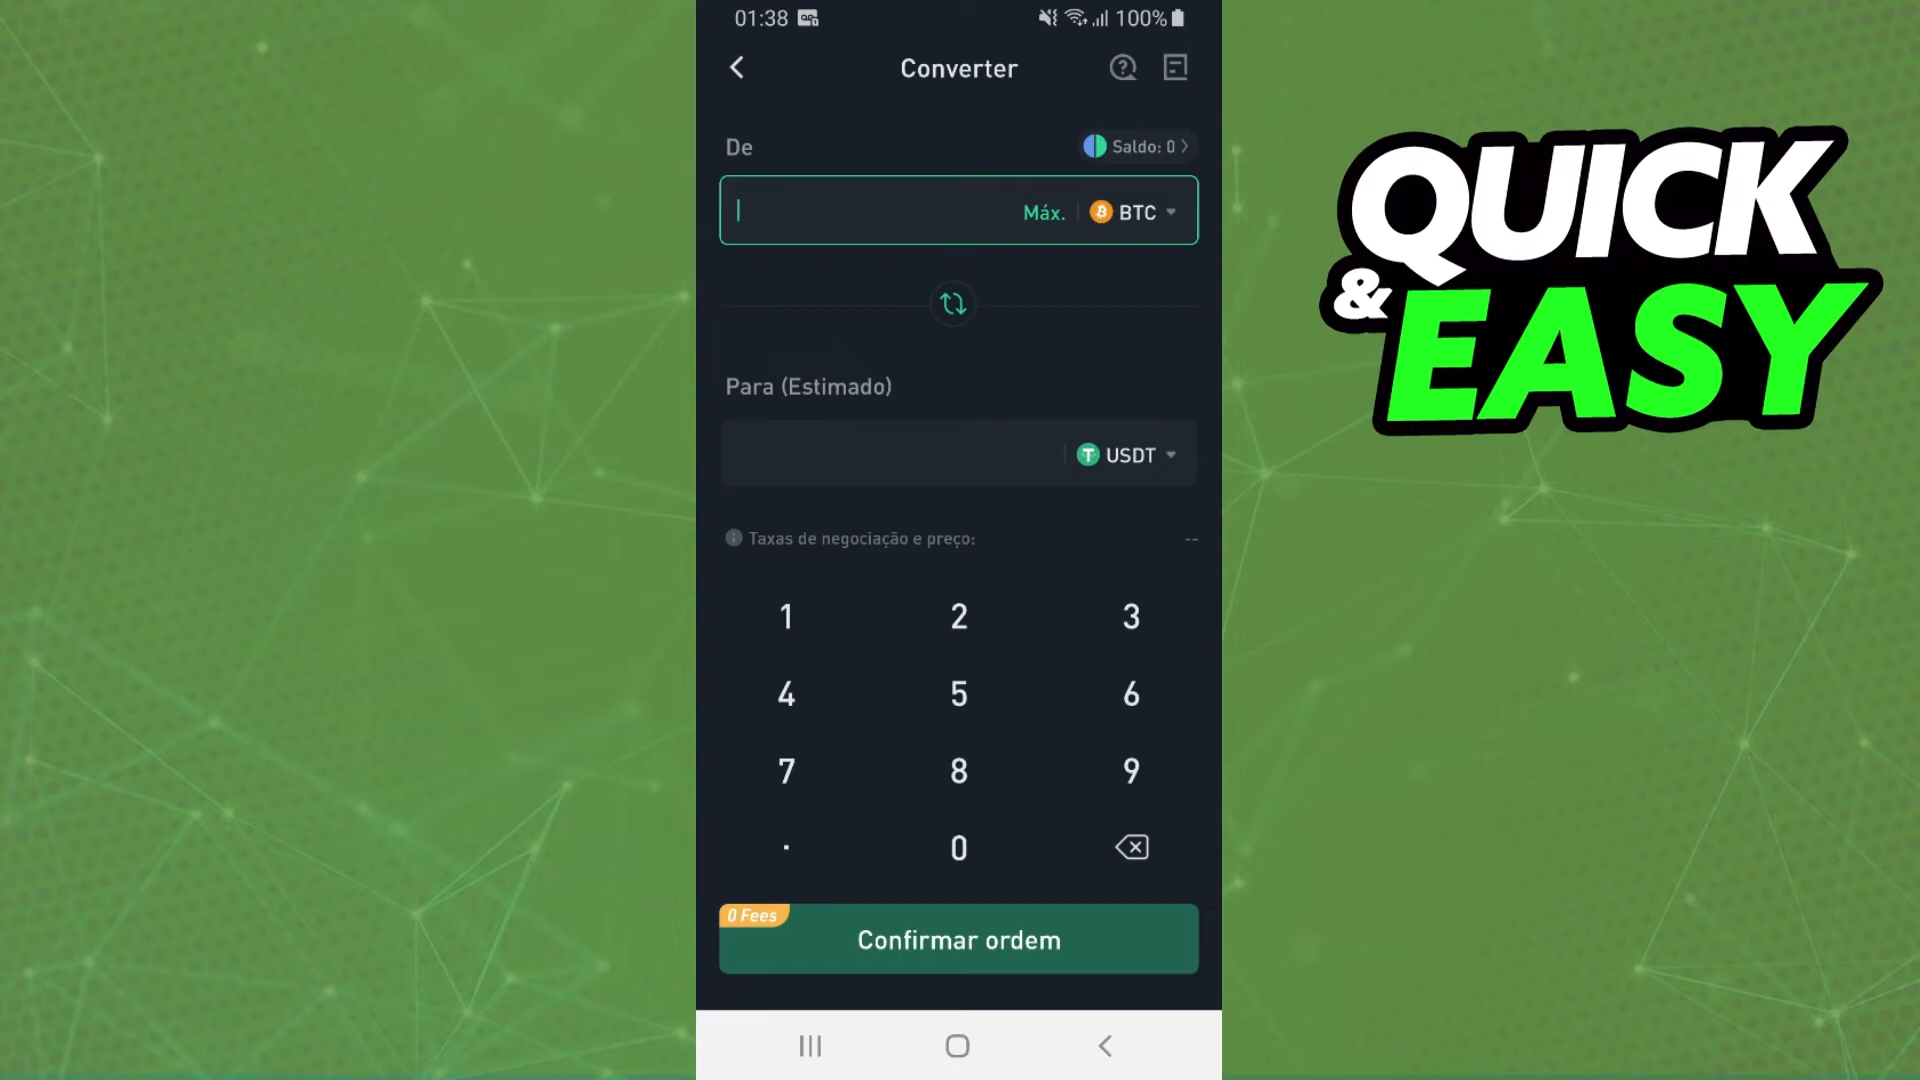 01:38
100%
Converter
De
Saldo: 0
Máx.
BTC
Para (Estimado)
USDT
Taxas de negociação e preço:
--
1 2 3
4 5 6
7 8 9
. 0
0 Fees
Confirmar ordem
QUICK
& EASY